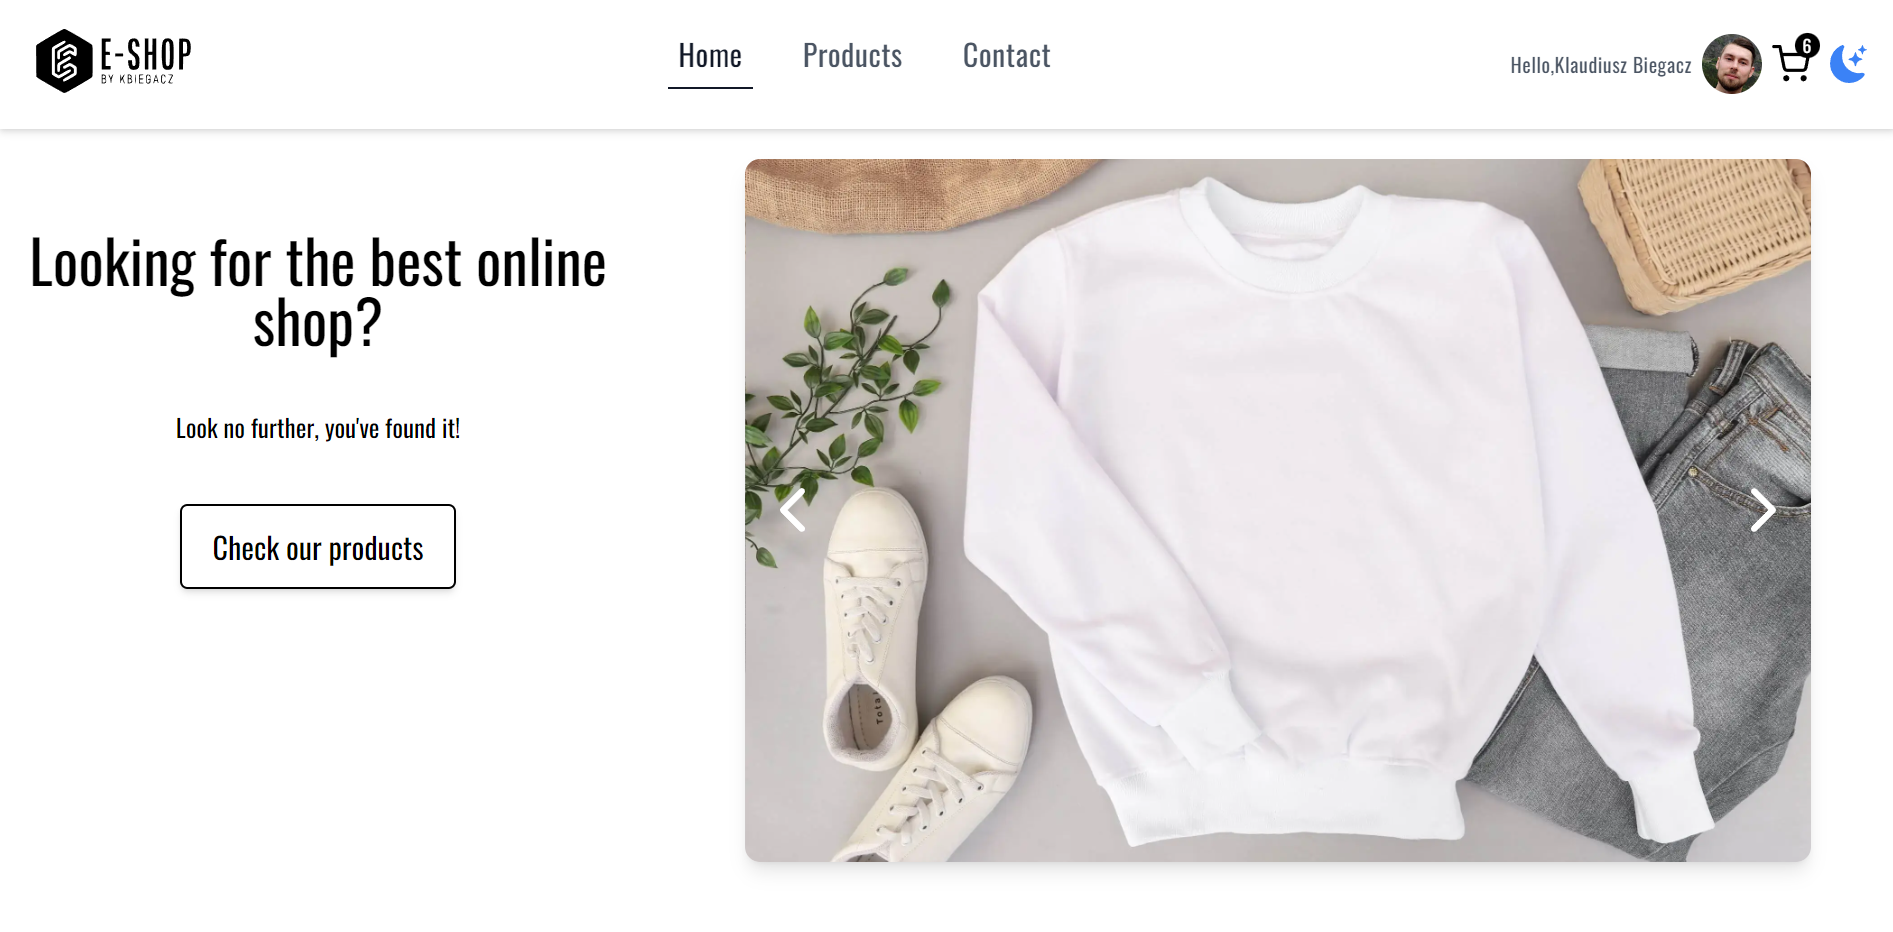 E-SHOP
BY KBIEGACZ
Home
Products
Contact
Hello,Klaudiusz Biegacz
6
Looking for the best online
shop?
Look no further, you've found it!
Check our products
Total